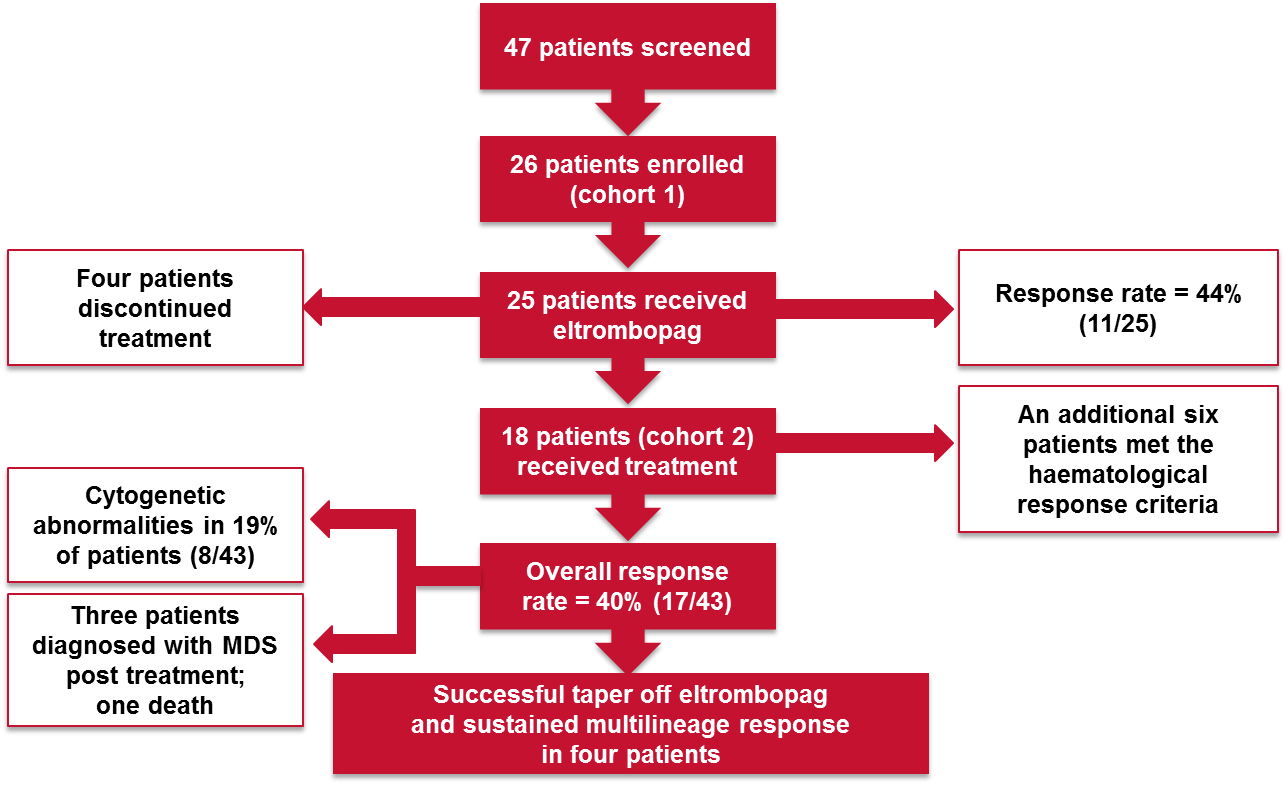 47 patients screened
26 patients enrolled
(cohort 1)
Four patients
discontinued
treatment
25 patients received
eltrombopag
Response rate = 44%
(11/25)
18 patients (cohort 2)
received treatment
An additional six
patients met the
haematological
response criteria
Cytogenetic
abnormalities in 19%
of patients (8/43)
Overall response
rate = 40% (17/43)
Three patients
diagnosed with MDS
post treatment;
one death
Successful taper off eltrombopag
and sustained multilineage response
in four patients